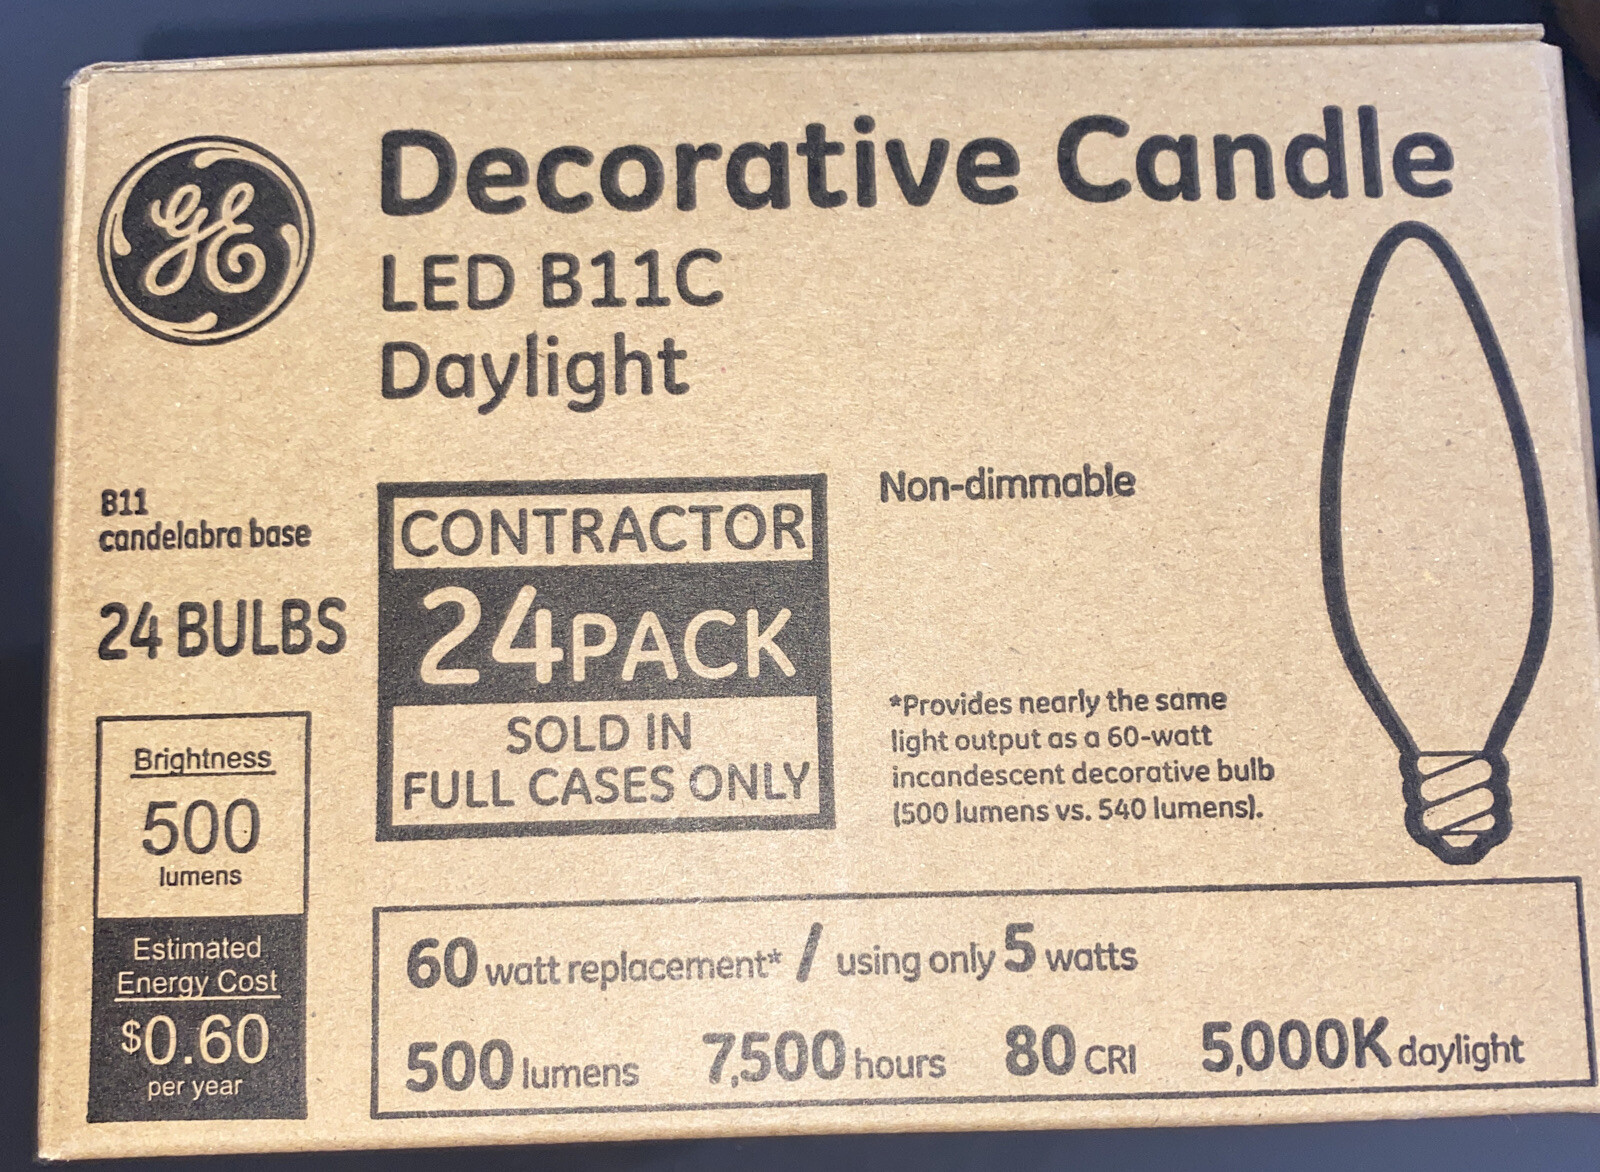 GE
Decorative Candle
LED B11C
Daylight
B11
candelabra base
24 BULBS
CONTRACTOR
24 PACK
SOLD IN
FULL CASES ONLY
Non-dimmable
*Provides nearly the same
light output as a 60-watt
incandescent decorative bulb
(500 lumens vs. 540 lumens).
Brightness
500
lumens
Estimated
Energy Cost
$0.60
per year
60 watt replacement* / using only 5 watts
500 lumens 7,500 hours 80 CRI 5,000K daylight